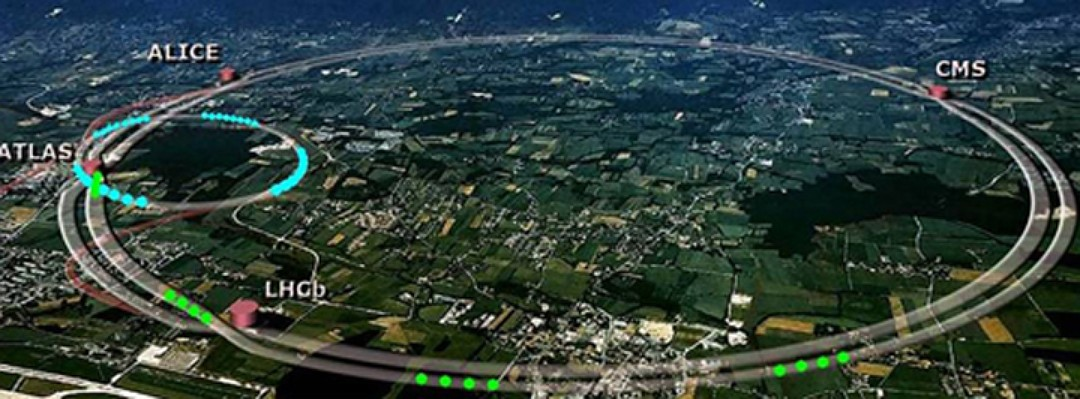 ALICE
CMS
ATLAS
LHCb